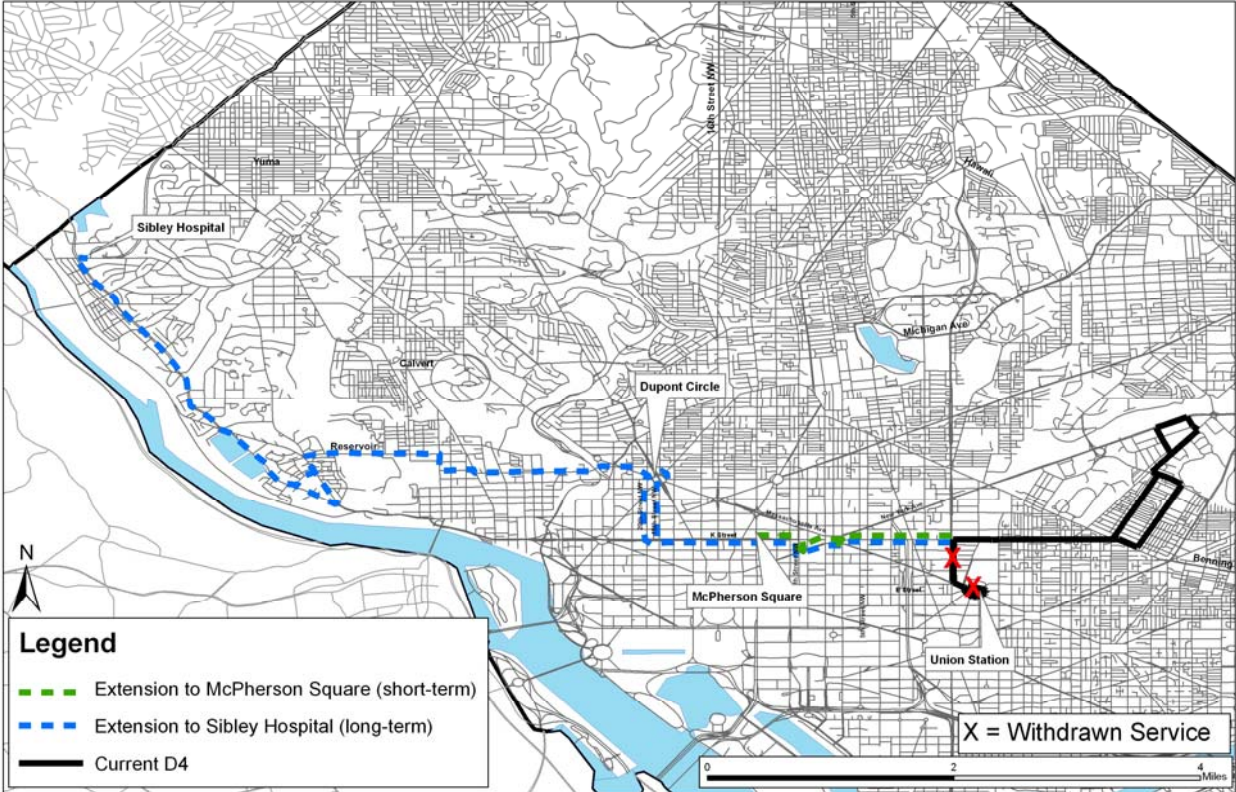 16th Street NW
Yuma
Hawaii
Sibley Hospital
Michigan Ave
Calvert
Dupont Circle
Reservoir
Massachusetts Ave
New York Ave
K Street
Benning
X
McPherson Square
E Street
X
Union Station
N
Legend
Extension to McPherson Square (short-term)
Extension to Sibley Hospital (long-term)
Current D4
X = Withdrawn Service
0 2 4
Miles